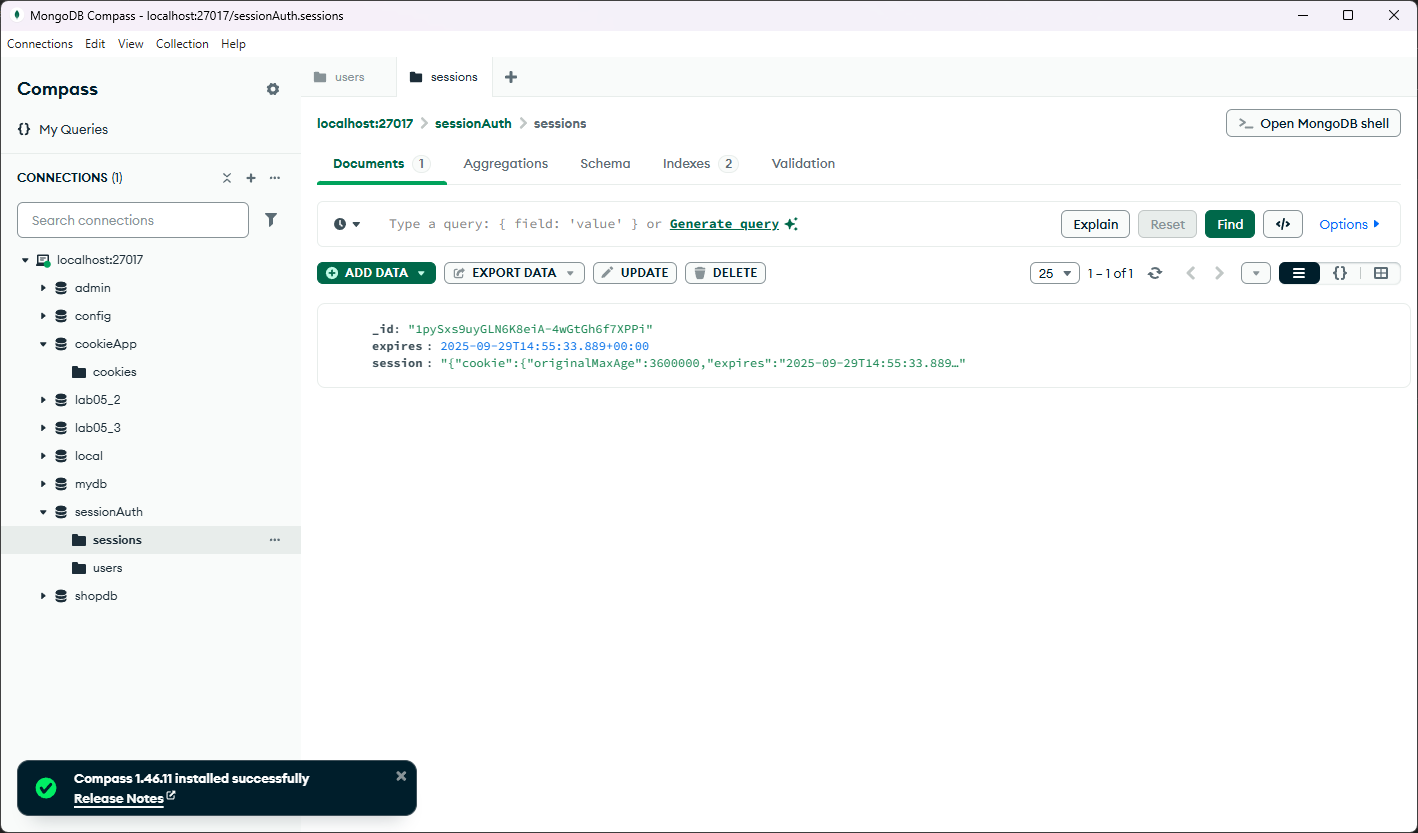 MongoDB Compass - localhost:27017/sessionAuth.sessions
Connections Edit View Collection Help
Compass
{} My Queries
CONNECTIONS (1)
Search connections
localhost:27017
admin
config
cookieApp
cookies
lab05_2
lab05_3
local
mydb
sessionAuth
sessions
users
shopdb
users sessions
localhost:27017 sessionAuth sessions
>_ Open MongoDB shell
Documents 1 Aggregations Schema Indexes 2 Validation
Type a query: { field: 'value' } or Generate query
Explain Reset Find </> Options
ADD DATA EXPORT DATA UPDATE DELETE
25 1 – 1 of 1 {}
_id: "1pySxs9uyGLN6K8eiA-4wGtGh6f7XPPi"
expires : 2025-09-29T14:55:33.889+00:00
session : "{"cookie":{"originalMaxAge":3600000,"expires":"2025-09-29T14:55:33.889…"
Compass 1.46.11 installed successfully
Release Notes